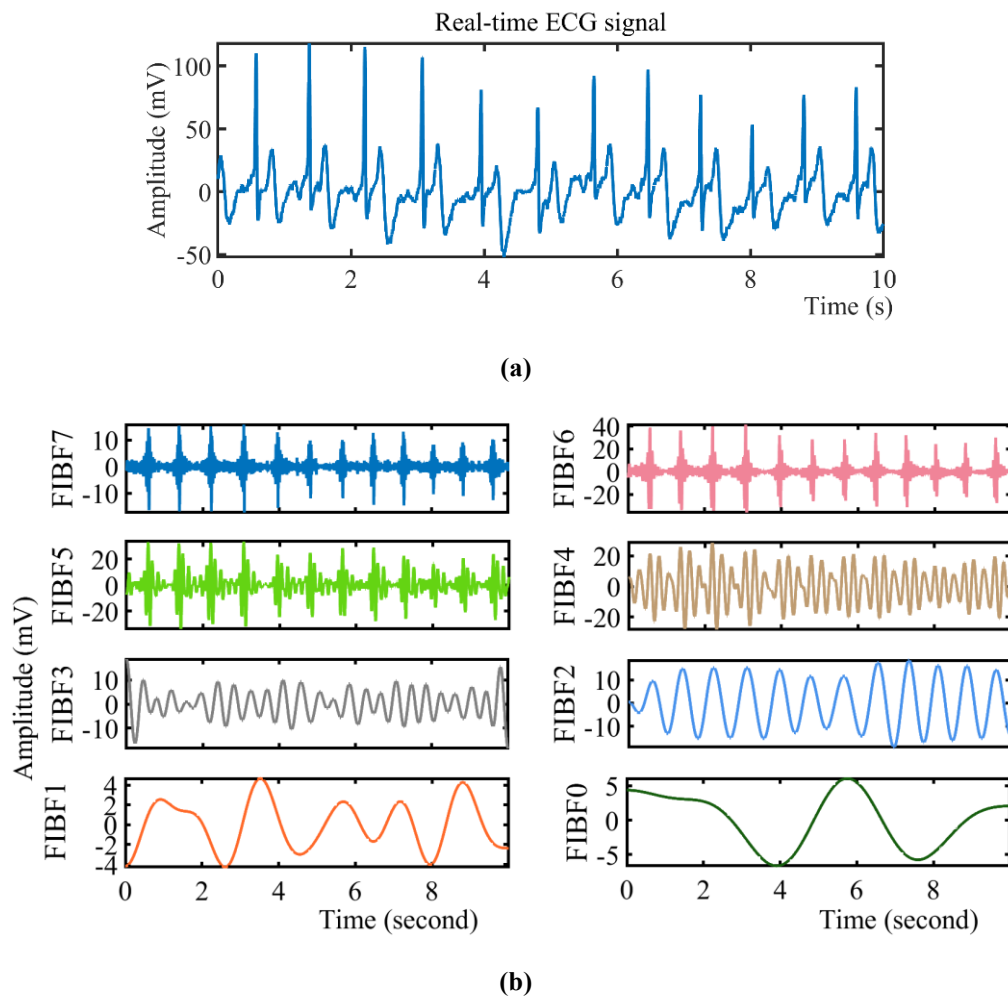 Real-time ECG signal
Amplitude (mV)
100
50
0
-50
0 2 4 6 8 10
Time (s)
(a)
Amplitude (mV)
FIBF7
10
0
-10
FIBF6
40
20
0
-20
FIBF5
20
0
-20
FIBF4
20
0
-20
FIBF3
10
0
-10
FIBF2
10
0
-10
FIBF1
4
2
0
-2
-4
0 2 4 6 8
Time (second)
FIBF0
5
0
-5
0 2 4 6 8
Time (second)
(b)